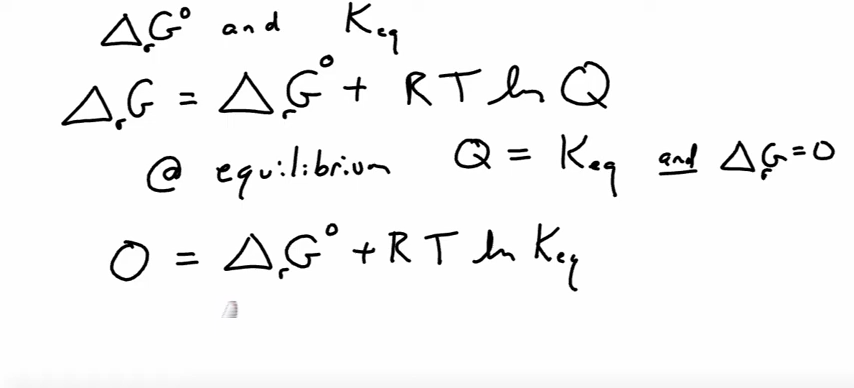 ΔᵣG° and Keq
ΔᵣG = ΔᵣG° + RT ln Q
@ equilibrium Q = Keq and ΔᵣG=0
0 = ΔᵣG° + RT ln Keq